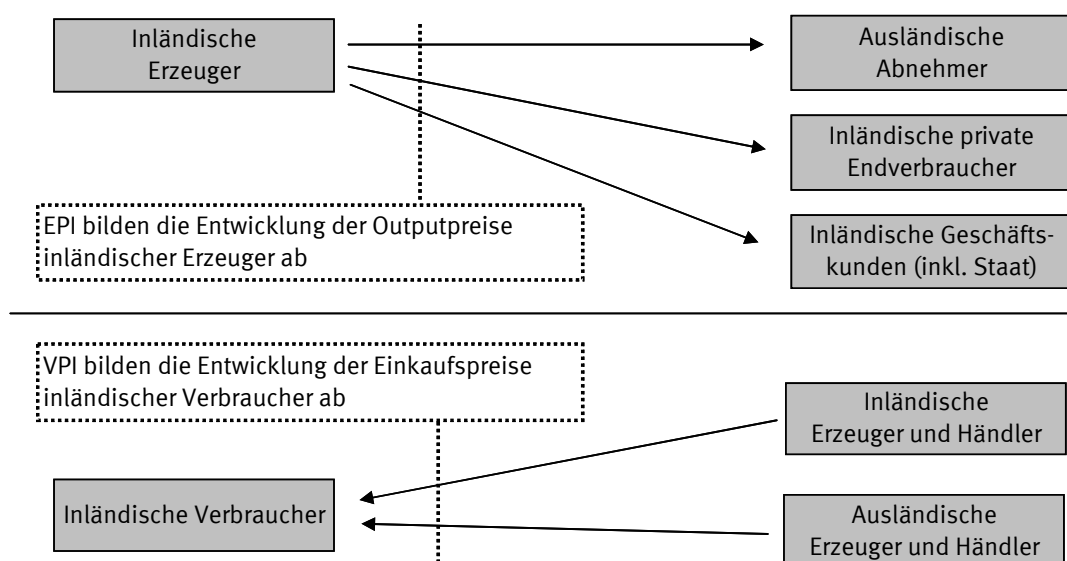 Inländische
Erzeuger
Ausländische
Abnehmer
Inländische private
Endverbraucher
EPI bilden die Entwicklung der Outputpreise
inländischer Erzeuger ab
Inländische Geschäfts-
kunden (inkl. Staat)
VPI bilden die Entwicklung der Einkaufspreise
inländischer Verbraucher ab
Inländische
Erzeuger und Händler
Inländische Verbraucher
Ausländische
Erzeuger und Händler